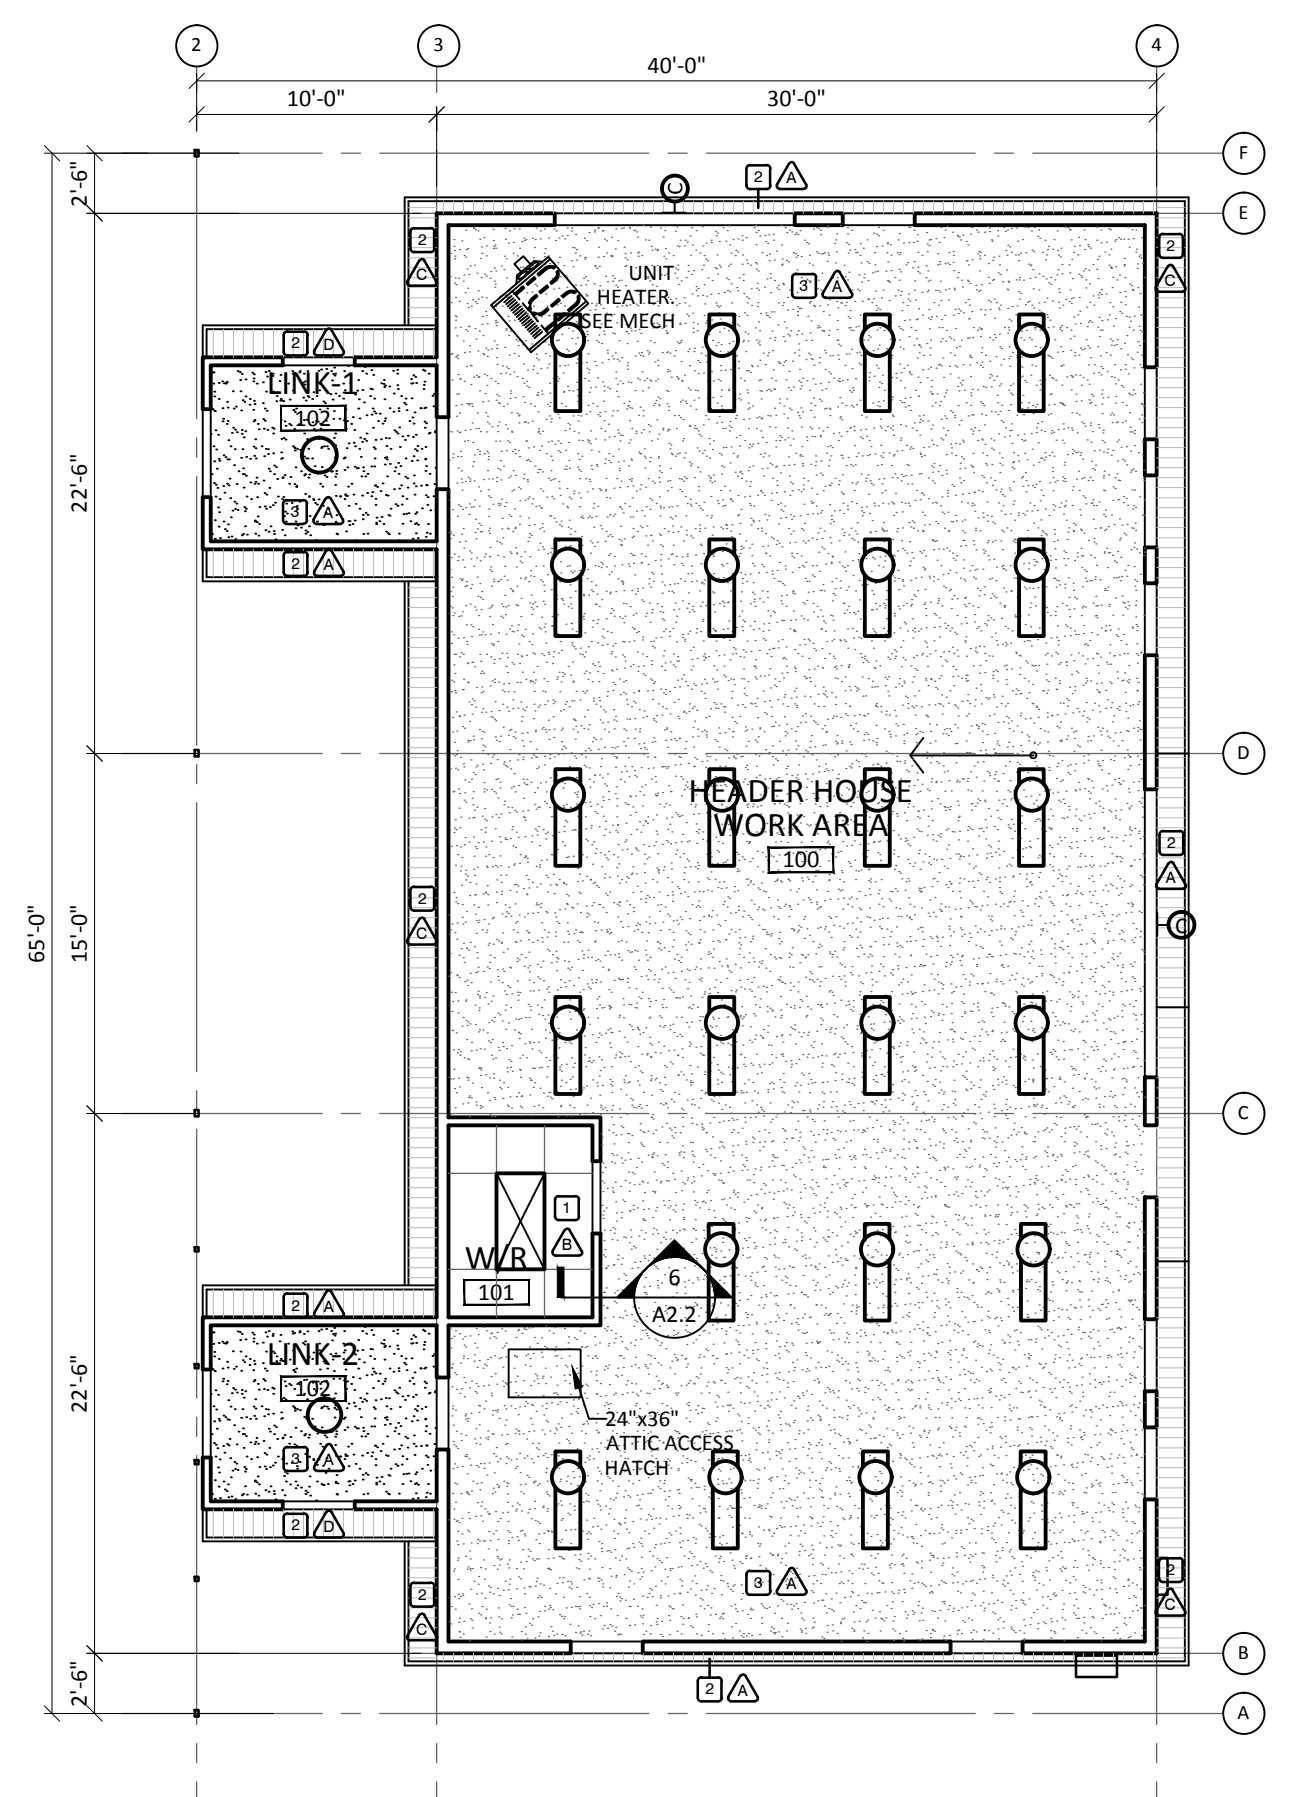 2
3
4
40'-0"
10'-0"
30'-0"
F
2'-6"
C
2
A
E
2
C
2
C
UNIT
HEATER.
SEE MECH
3
A
2
D
LINK-1
102
22'-6"
3
A
2
A
D
HEADER HOUSE
WORK AREA
100
2
A
2
C
C
65'-0"
15'-0"
C
1
B
W/R
101
6
A2.2
2
A
LINK-2
102
22'-6"
24"x36"
ATTIC ACCESS
HATCH
3
A
2
D
2
C
3
A
2
C
B
2'-6"
2
A
A